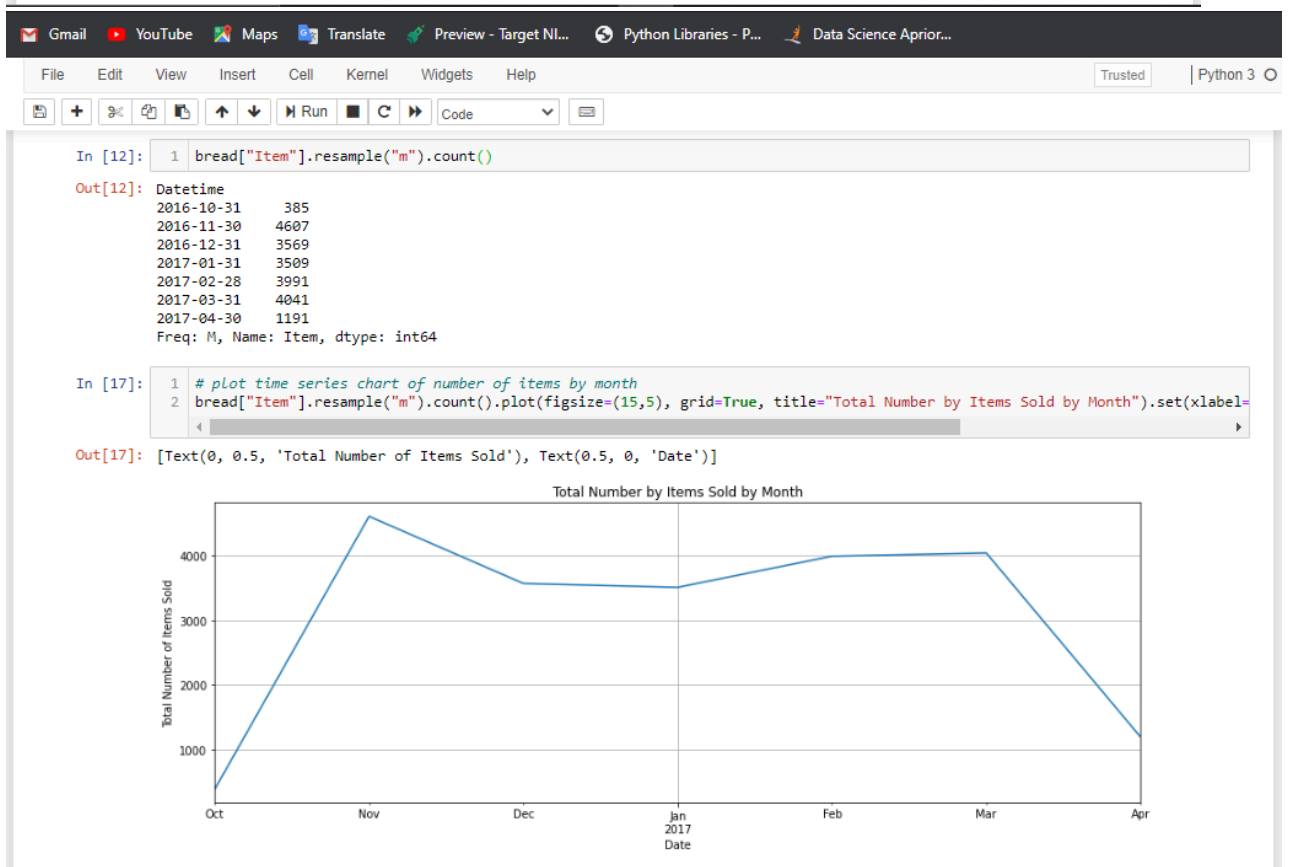 Gmail YouTube Maps Translate Preview - Target NI... Python Libraries - P... Data Science Aprior...
File Edit View Insert Cell Kernel Widgets Help Trusted Python 3
Run Code
In [12]: 1 bread["Item"].resample("m").count()
Out[12]: Datetime
2016-10-31 385
2016-11-30 4607
2016-12-31 3569
2017-01-31 3509
2017-02-28 3991
2017-03-31 4041
2017-04-30 1191
Freq: M, Name: Item, dtype: int64
In [17]: 1 # plot time series chart of number of items by month
2 bread["Item"].resample("m").count().plot(figsize=(15,5), grid=True, title="Total Number by Items Sold by Month").set(xlabel=
Out[17]: [Text(0, 0.5, 'Total Number of Items Sold'), Text(0.5, 0, 'Date')]
Total Number by Items Sold by Month
Total Number of Items Sold
4000
3000
2000
1000
Oct Nov Dec Jan Feb Mar Apr
2017
Date